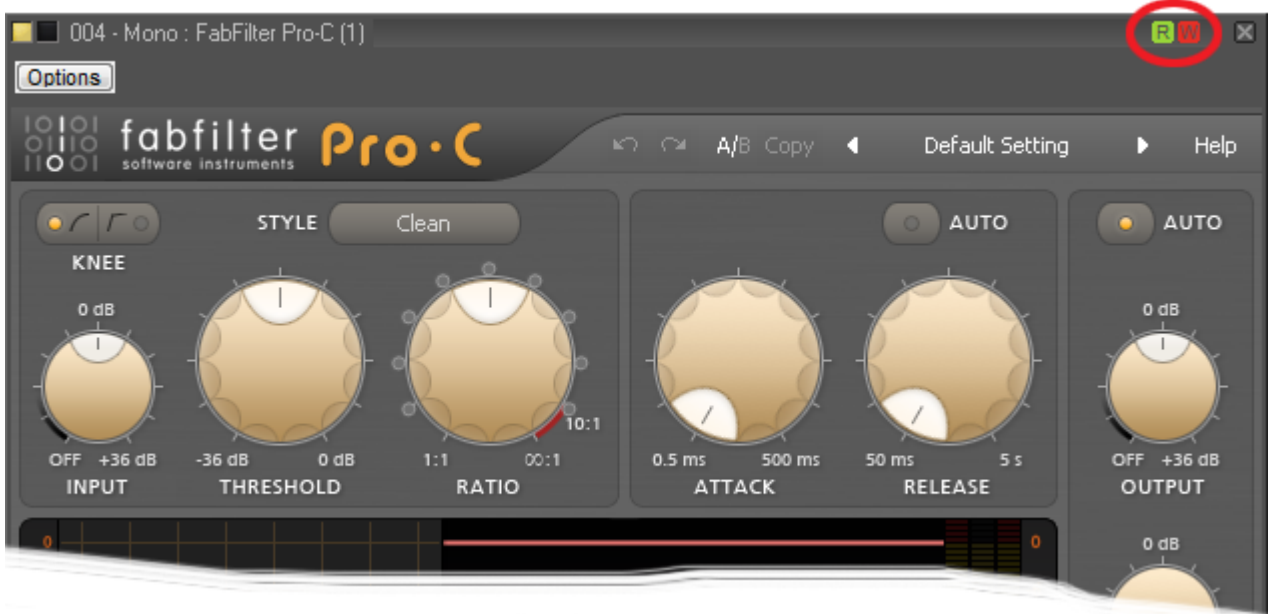 004 - Mono : FabFilter Pro-C (1) R W
Options
fabfilter Pro·C
software instruments
A/B Copy Default Setting Help
STYLE Clean AUTO AUTO
KNEE
0 dB 0 dB
10:1
OFF +36 dB -36 dB 0 dB 1:1 ∞:1 0.5 ms 500 ms 50 ms 5 s OFF +36 dB
INPUT THRESHOLD RATIO ATTACK RELEASE OUTPUT
0 0 0 dB